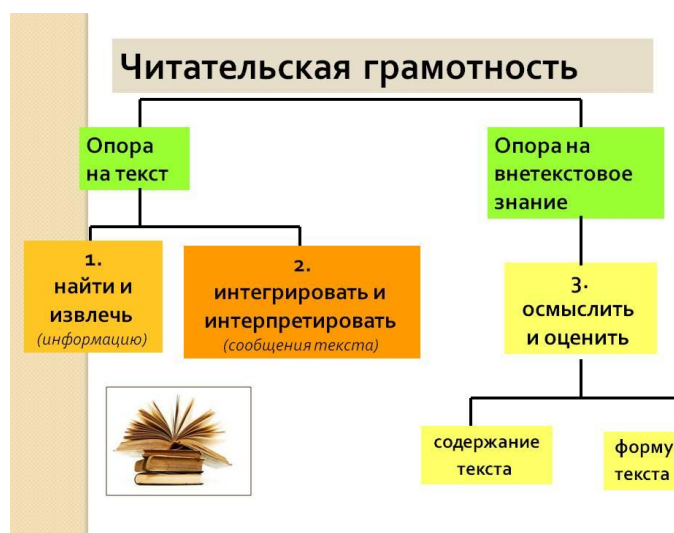 Читательская грамотность
Опора
на текст
Опора на
внетекстовое
знание
1.
найти и
извлечь
(информацию)
2.
интегрировать и
интерпретировать
(сообщения текста)
3.
осмыслить
и оценить
содержание
текста
форму
текста